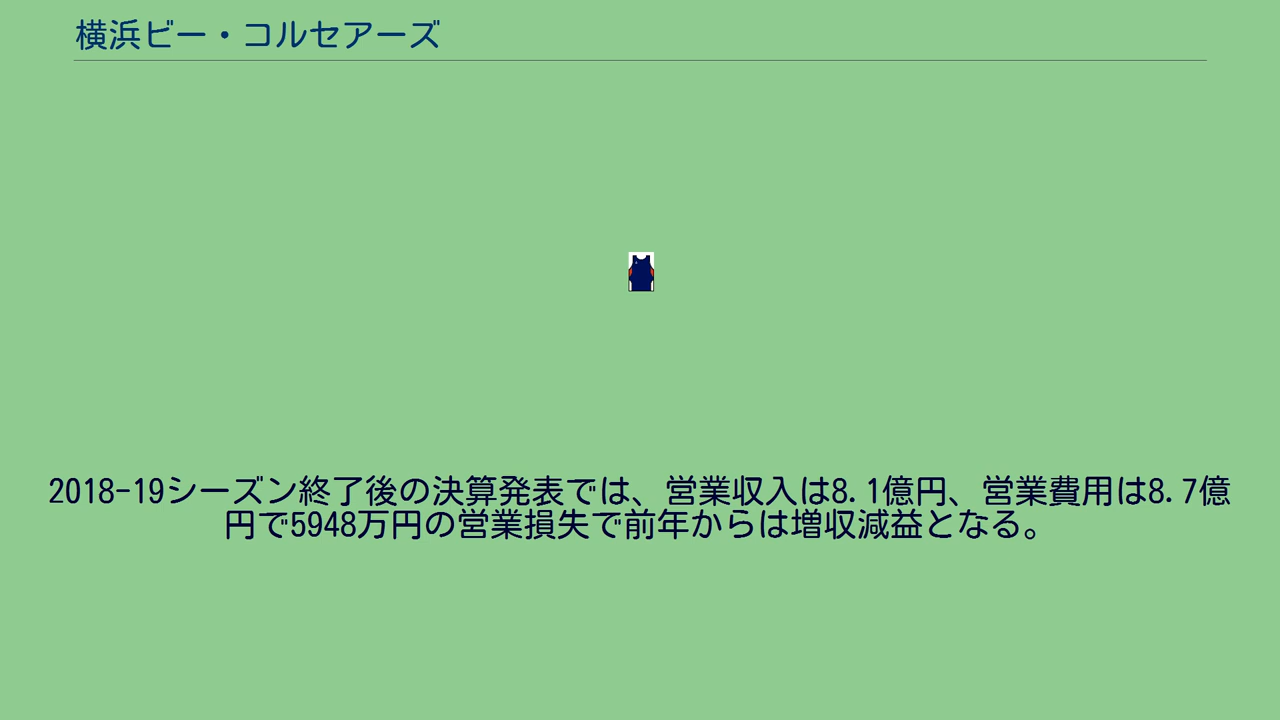 横浜ビー・コルセアーズ
2018-19シーズン終了後の決算発表では、営業収入は8.1億円、営業費用は8.7億
円で5948万円の営業損失で前年からは増収減益となる。